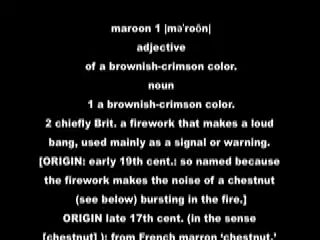 maroon 1 |məˈroōn|
adjective
of a brownish-crimson color.
noun
1 a brownish-crimson color.
2 chiefly Brit. a firework that makes a loud
bang, used mainly as a signal or warning.
[ORIGIN: early 19th cent.: so named because
the firework makes the noise of a chestnut
(see below) bursting in the fire.]
ORIGIN late 17th cent. (in the sense
[chestnut] ): from French marron ‘chestnut,’